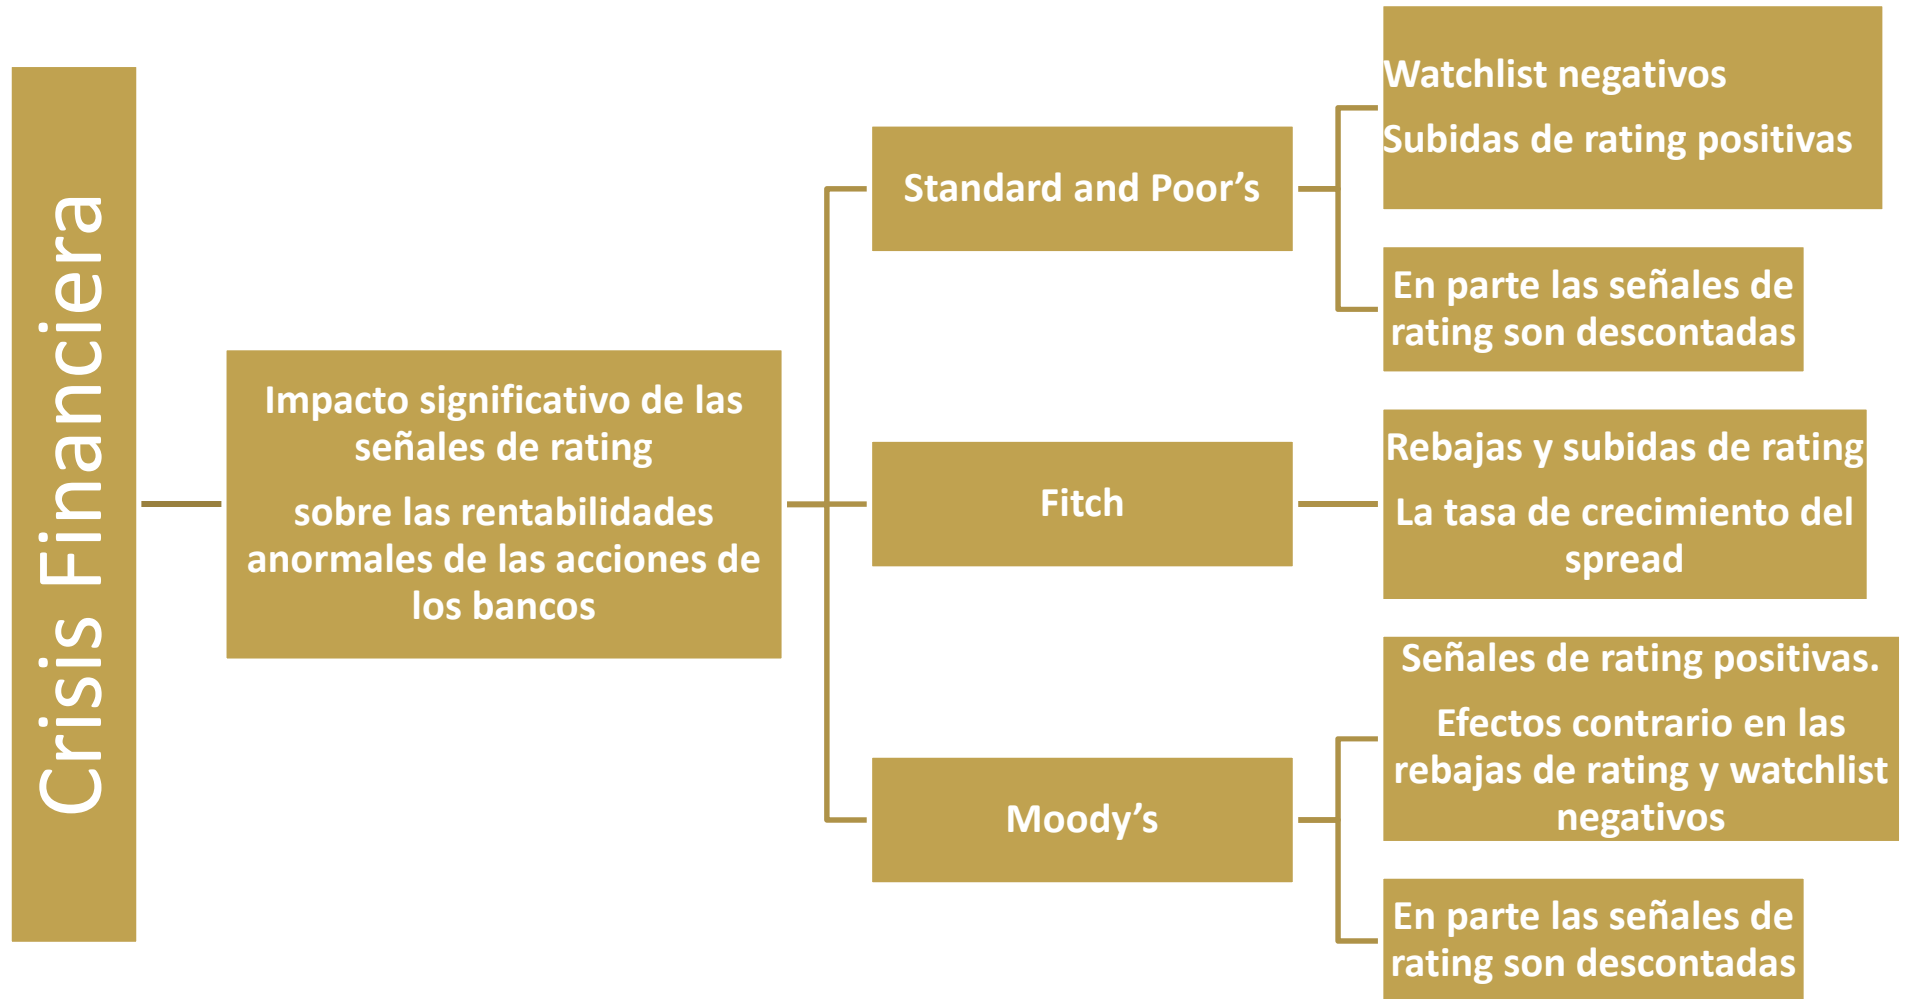 Crisis Financiera
Impacto significativo de las
señales de rating
sobre las rentabilidades
anormales de las acciones de
los bancos
Standard and Poor’s
Watchlist negativos
Subidas de rating positivas
En parte las señales de
rating son descontadas
Fitch
Rebajas y subidas de rating
La tasa de crecimiento del
spread
Moody’s
Señales de rating positivas.
Efectos contrario en las
rebajas de rating y watchlist
negativos
En parte las señales de
rating son descontadas